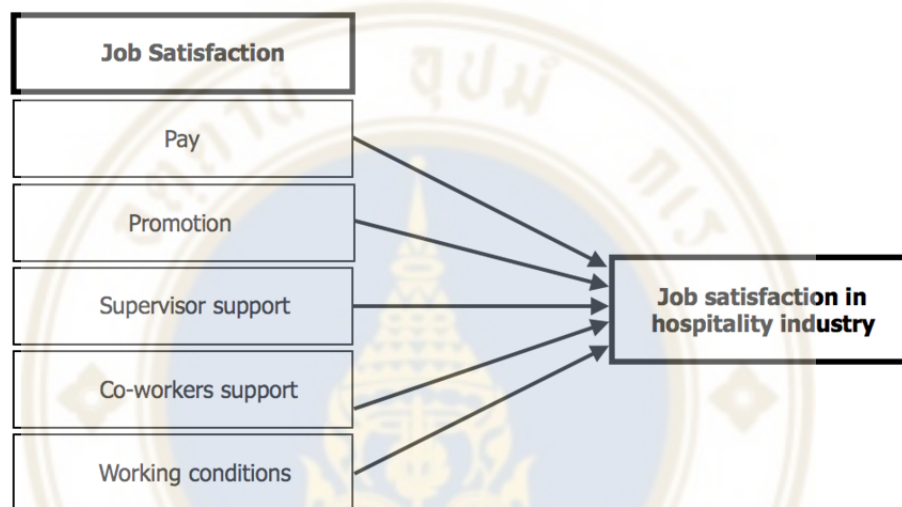 Job Satisfaction
Pay
Promotion
Supervisor support
Co-workers support
Working conditions
Job satisfaction in
hospitality industry